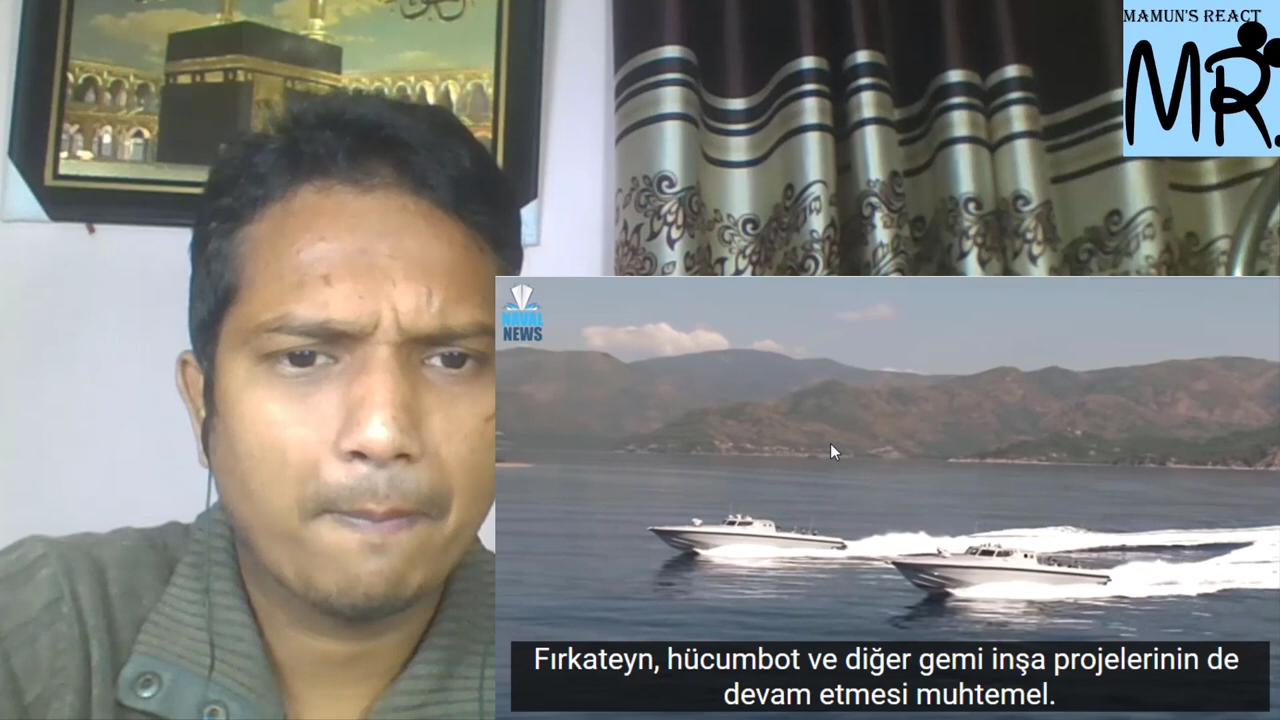 MAMUN'S REACT
MR.
NAVAL
NEWS
Fırkateyn, hücumbot ve diğer gemi inşa projelerinin de
devam etmesi muhtemel.